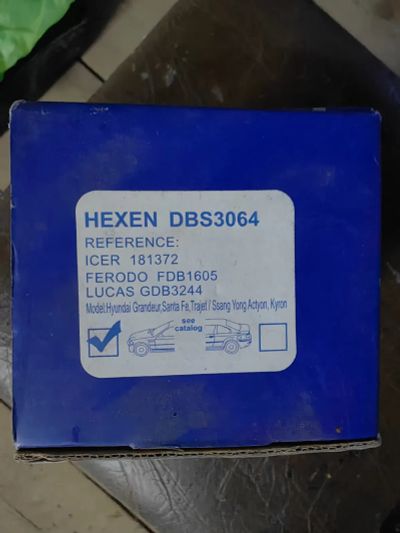 HEXEN DBS3064
REFERENCE:
ICER 181372
FERODO FDB1605
LUCAS GDB3244
Model:Hyundai Grandeur,Santa Fe,Trajet / Ssang Yong Actyon, Kyron
see
catalog